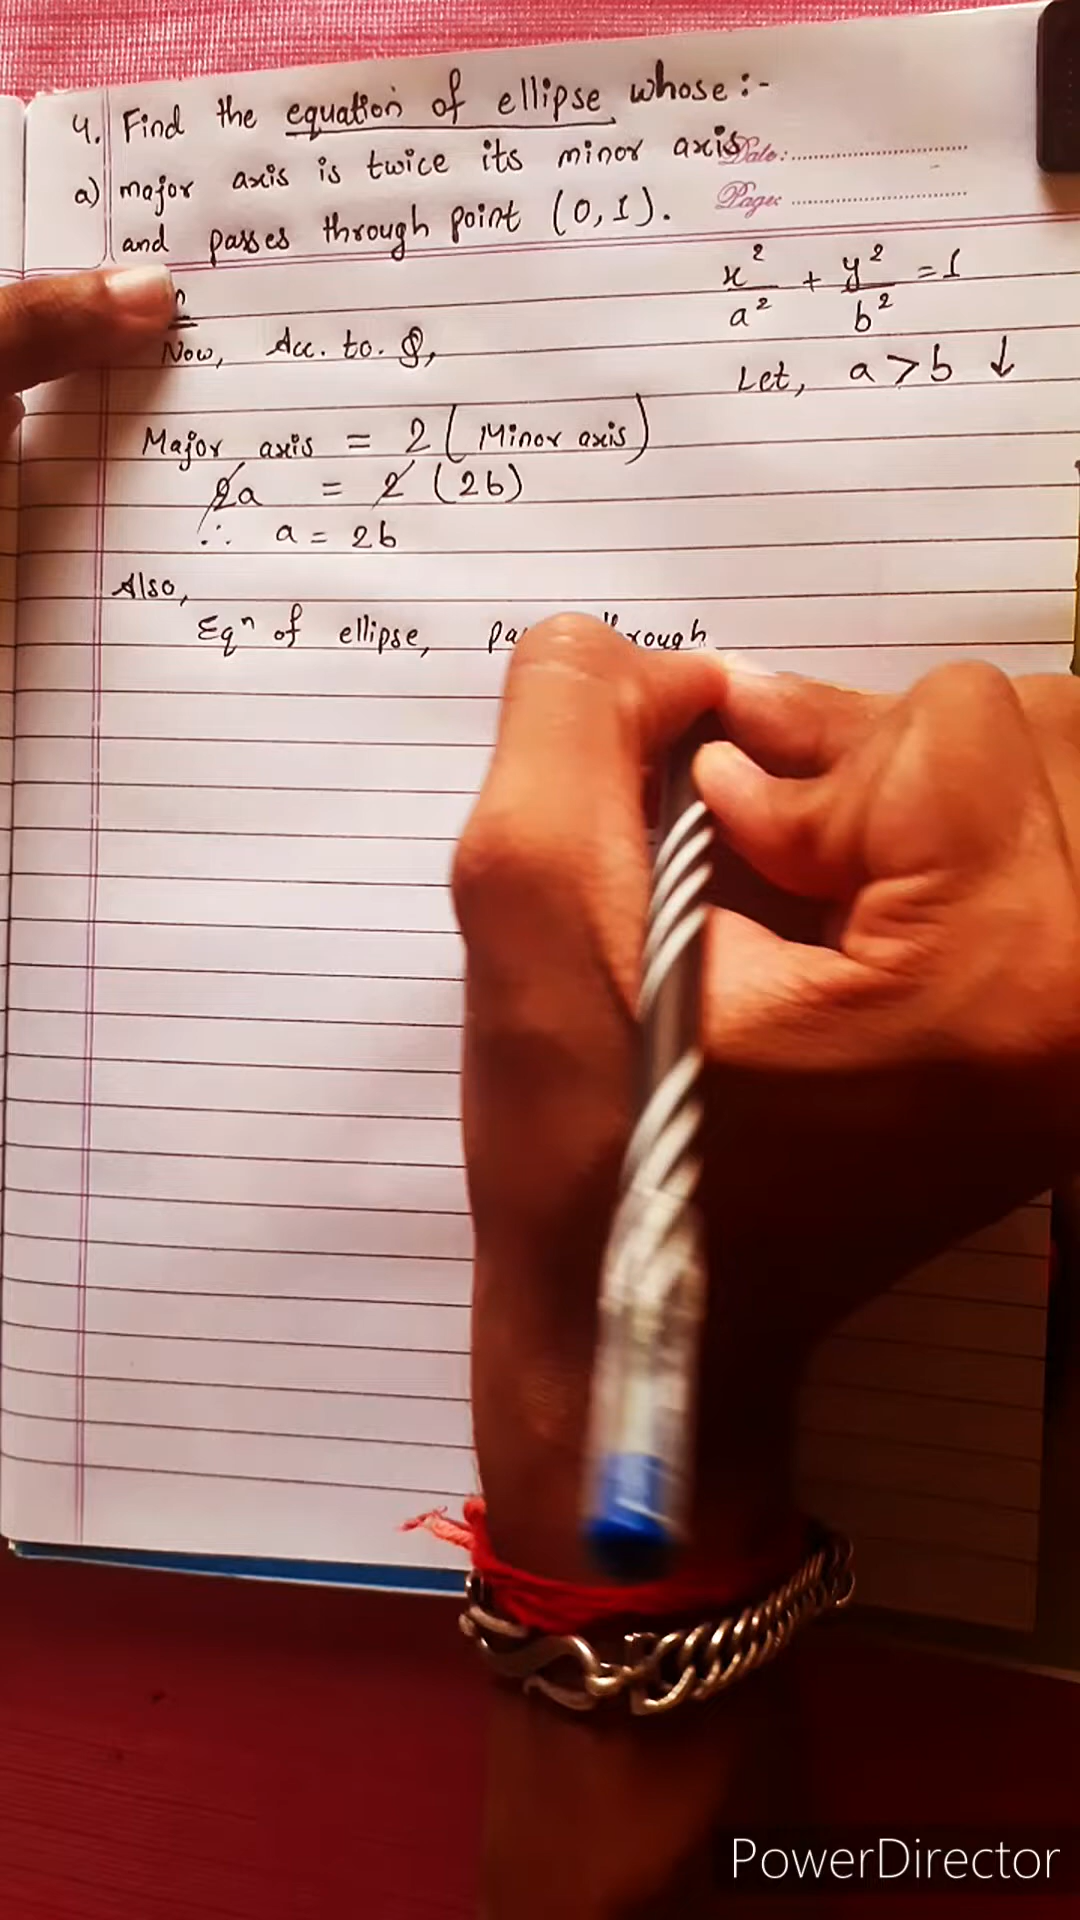 4. Find the equation of ellipse whose:-
a) major axis is twice its minor axis
and passes through point (0,1).
Date:
Page:
x²/a² + y²/b² = 1
Let, a > b ↓
Now, Acc. to. Q,
Major axis = 2 (Minor axis)
2a = 2 (2b)
∴ a = 2b
Also,
Eqⁿ of ellipse,
PowerDirector